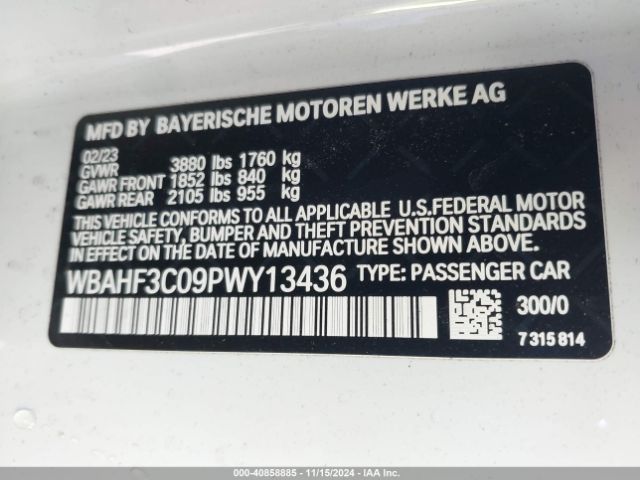 MFD BY BAYERISCHE MOTOREN WERKE AG
02/23
GVWR 3880 lbs 1760 kg
GAWR FRONT 1852 lbs 840 kg
GAWR REAR 2105 lbs 955 kg
THIS VEHICLE CONFORMS TO ALL APPLICABLE U.S.FEDERAL MOTOR
VEHICLE SAFETY, BUMPER AND THEFT PREVENTION STANDARDS
IN EFFECT ON THE DATE OF MANUFACTURE SHOWN ABOVE.
WBAHF3C09PWY13436 TYPE: PASSENGER CAR
300/0
7 315 814
000-40858885 - 11/15/2024 - IAA Inc.